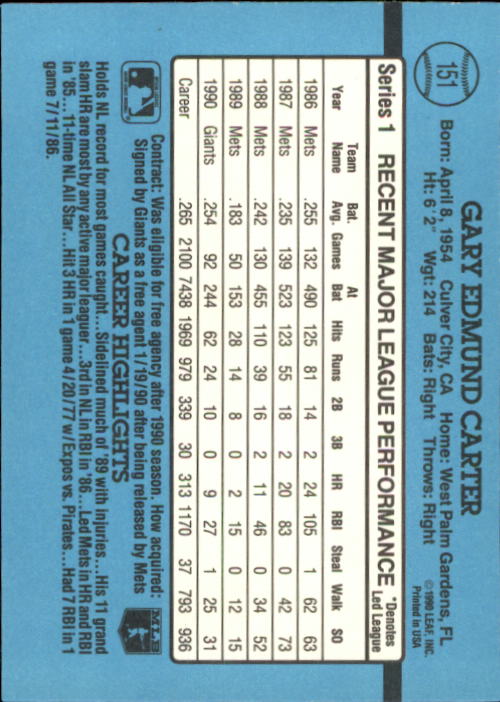 151
GARY EDMUND CARTER
Born: April 8, 1954 Culver City, CA Home: West Palm Gardens, FL
Ht: 6' 2" Wgt: 214 Bats: Right Throws: Right
© 1990 LEAF, INC.
Printed in USA
Series 1 RECENT MAJOR LEAGUE PERFORMANCE *Denotes Led League
Year Team Name Bat. Avg. Games At Bat Hits Runs 2B 3B HR RBI Steal Walk SO
1986 Mets .255 132 490 125 81 14 2 24 105 1 62 63
1987 Mets .235 139 523 123 55 18 2 20 83 0 42 73
1988 Mets .242 130 455 110 39 16 2 11 46 0 34 52
1989 Mets .183 50 153 28 14 8 0 2 15 0 12 15
1990 Giants .254 92 244 62 24 10 0 9 27 1 25 31
Career .265 2100 7438 1969 979 339 30 313 1170 37 793 936
Contract: Was eligible for free agency after 1990 season. How acquired:
Signed by Giants as a free agent 1/19/90 after being released by Mets
CAREER HIGHLIGHTS
MLB
Holds NL record for most games caught....Sidelined much of '89 with injuries...His 11 grand
slam HR are most by any active major leaguer....3rd in NL in RBI in '86...Led Mets in HR and RBI
in '85...11-time NL All Star...Hit 3 HR in 1 game 4/20/77 w/Expos vs. Pirates...Had 7 RBI in 1
game 7/11/86.